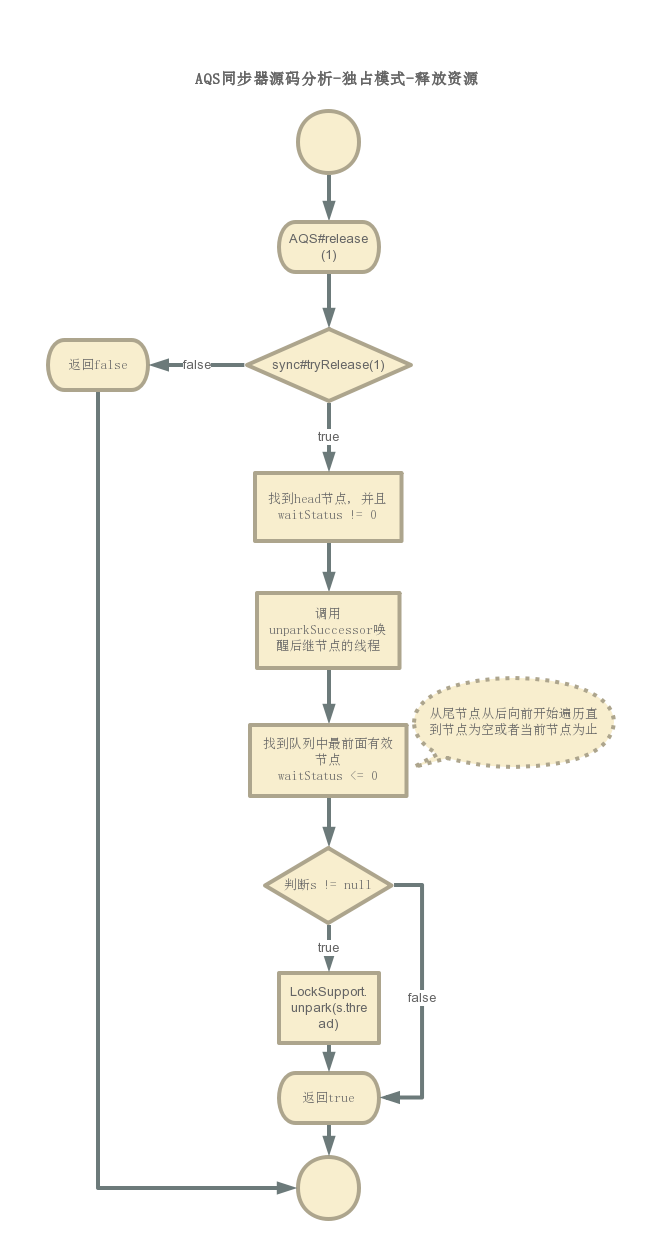 AQS同步器源码分析-独占模式-释放资源
AQS#release
(1)
返回false
false
sync#tryRelease(1)
true
找到head节点, 并且
waitStatus != 0
调用
unparkSuccessor唤
醒后继节点的线程
从尾节点从后向前开始遍历直
到节点为空或者当前节点为止
找到队列中最前面有效
节点
waitStatus <= 0
判断s != null
true
false
LockSupport.
unpark(s.thre
ad)
返回true